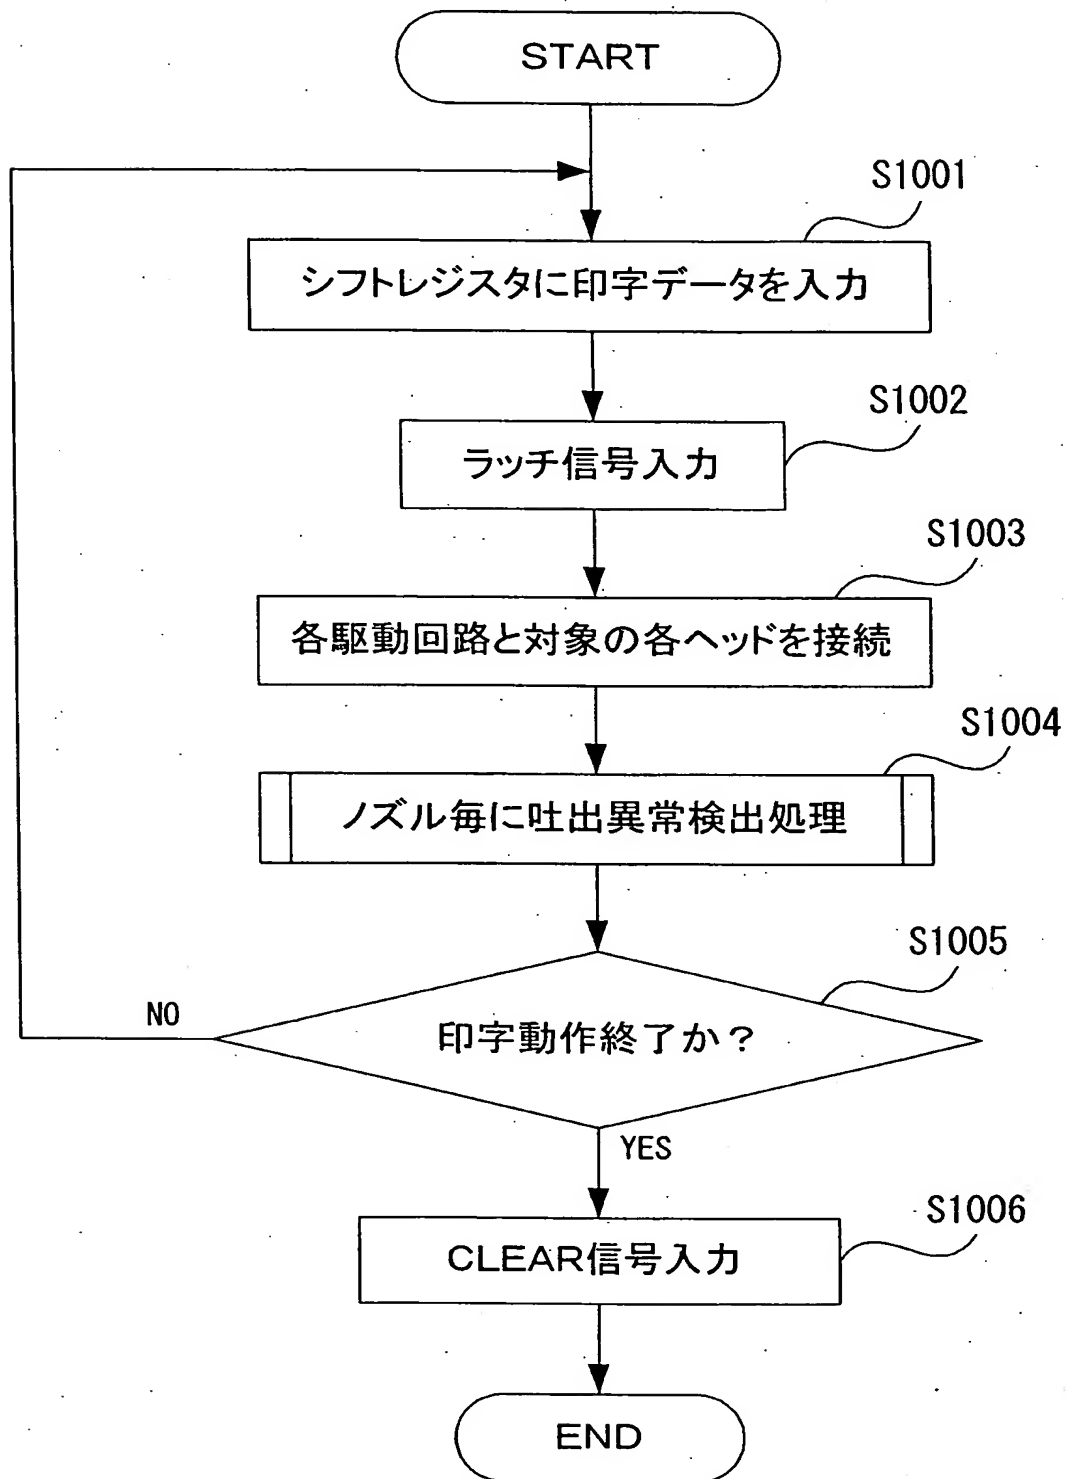 START
S1001
シフトレジスタに印字データを入力
S1002
ラッチ信号入力
S1003
各駆動回路と対象の各ヘッドを接続
S1004
ノズル毎に吐出異常検出処理
S1005
NO
印字動作終了か？
YES
S1006
CLEAR信号入力
END